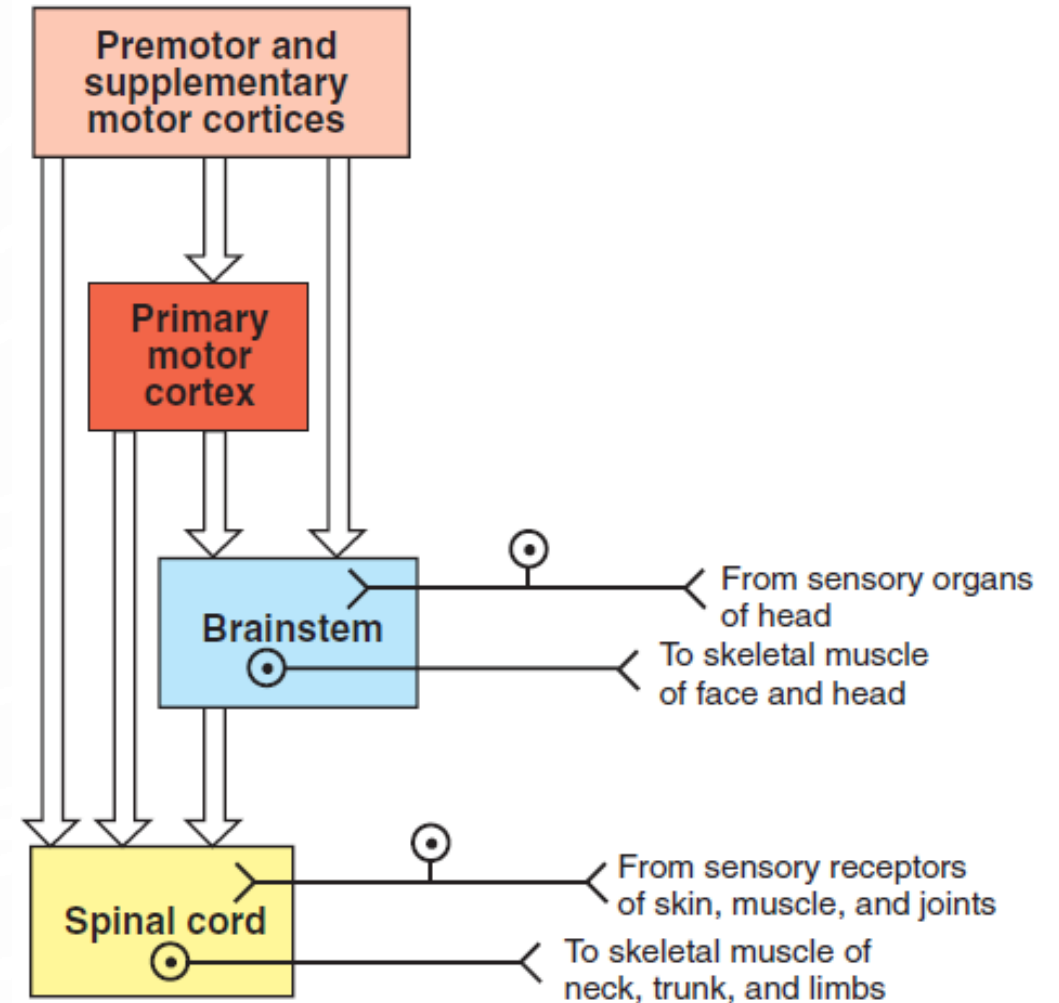 Premotor and
supplementary
motor cortices
Primary
motor
cortex
Brainstem
From sensory organs
of head
To skeletal muscle
of face and head
Spinal cord
From sensory receptors
of skin, muscle, and joints
To skeletal muscle of
neck, trunk, and limbs